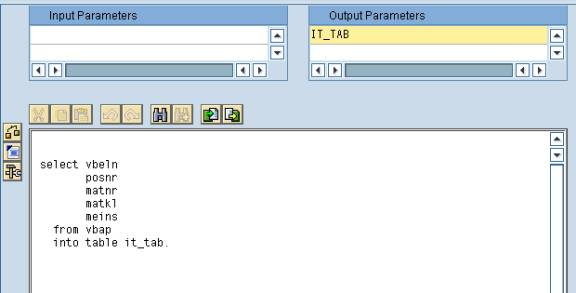 Input Parameters
Output Parameters
IT_TAB
select vbeln
posnr
matnr
matkl
meins
from vbap
into table it_tab.